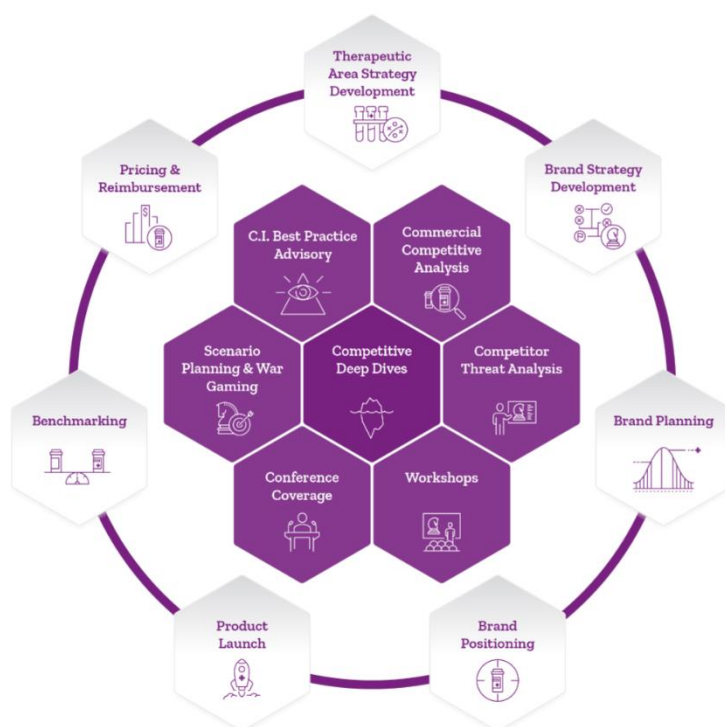 Therapeutic
Area Strategy
Development
Pricing &
Reimbursement
Brand Strategy
Development
C.I. Best Practice
Advisory
Commercial
Competitive
Analysis
Scenario
Planning & War
Gaming
Competitive
Deep Dives
Competitor
Threat Analysis
Benchmarking
Brand Planning
Conference
Coverage
Workshops
Product
Launch
Brand
Positioning